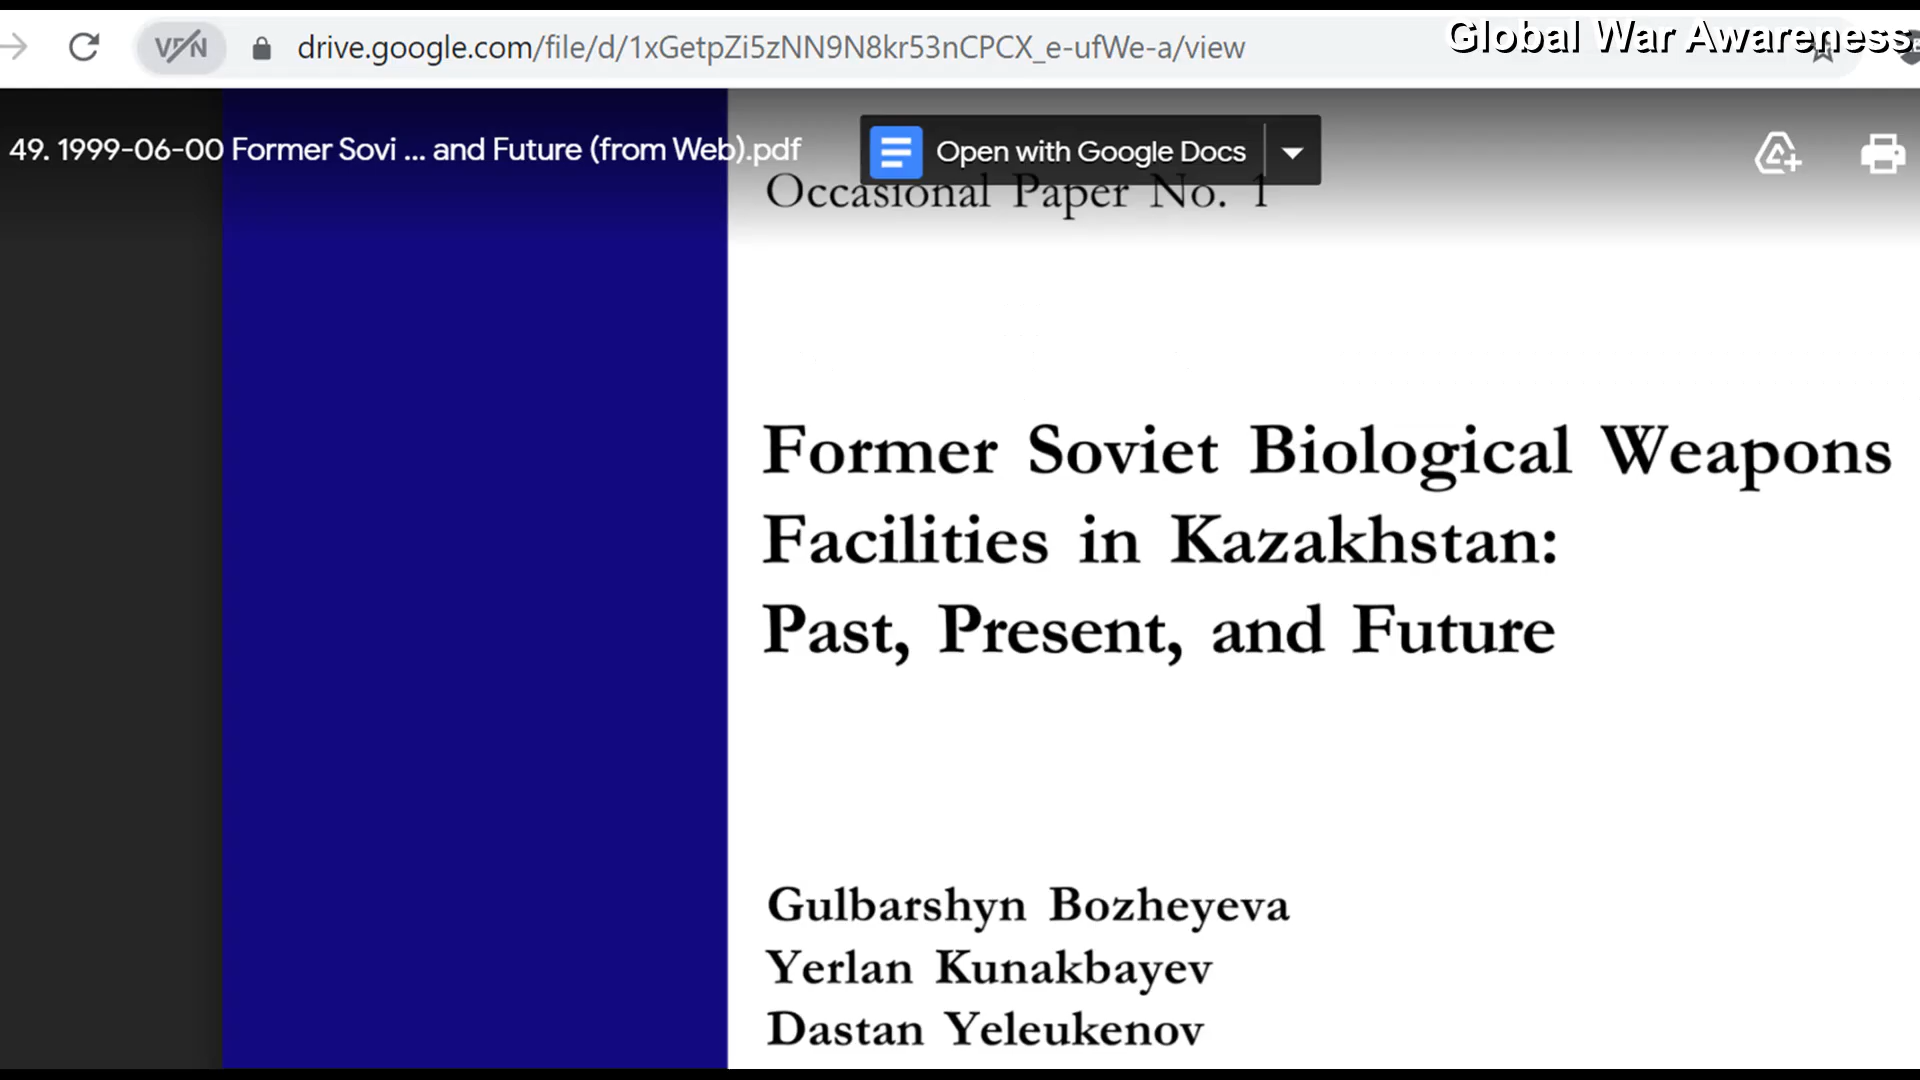 Global War Awareness
VPN
drive.google.com/file/d/1xGetpZi5zNN9N8kr53nCPCX_e-ufWe-a/view
49. 1999-06-00 Former Sovi ... and Future (from Web).pdf
Open with Google Docs
Occasional Paper No. 1
Former Soviet Biological Weapons
Facilities in Kazakhstan:
Past, Present, and Future
Gulbarshyn Bozheyeva
Yerlan Kunakbayev
Dastan Yeleukenov